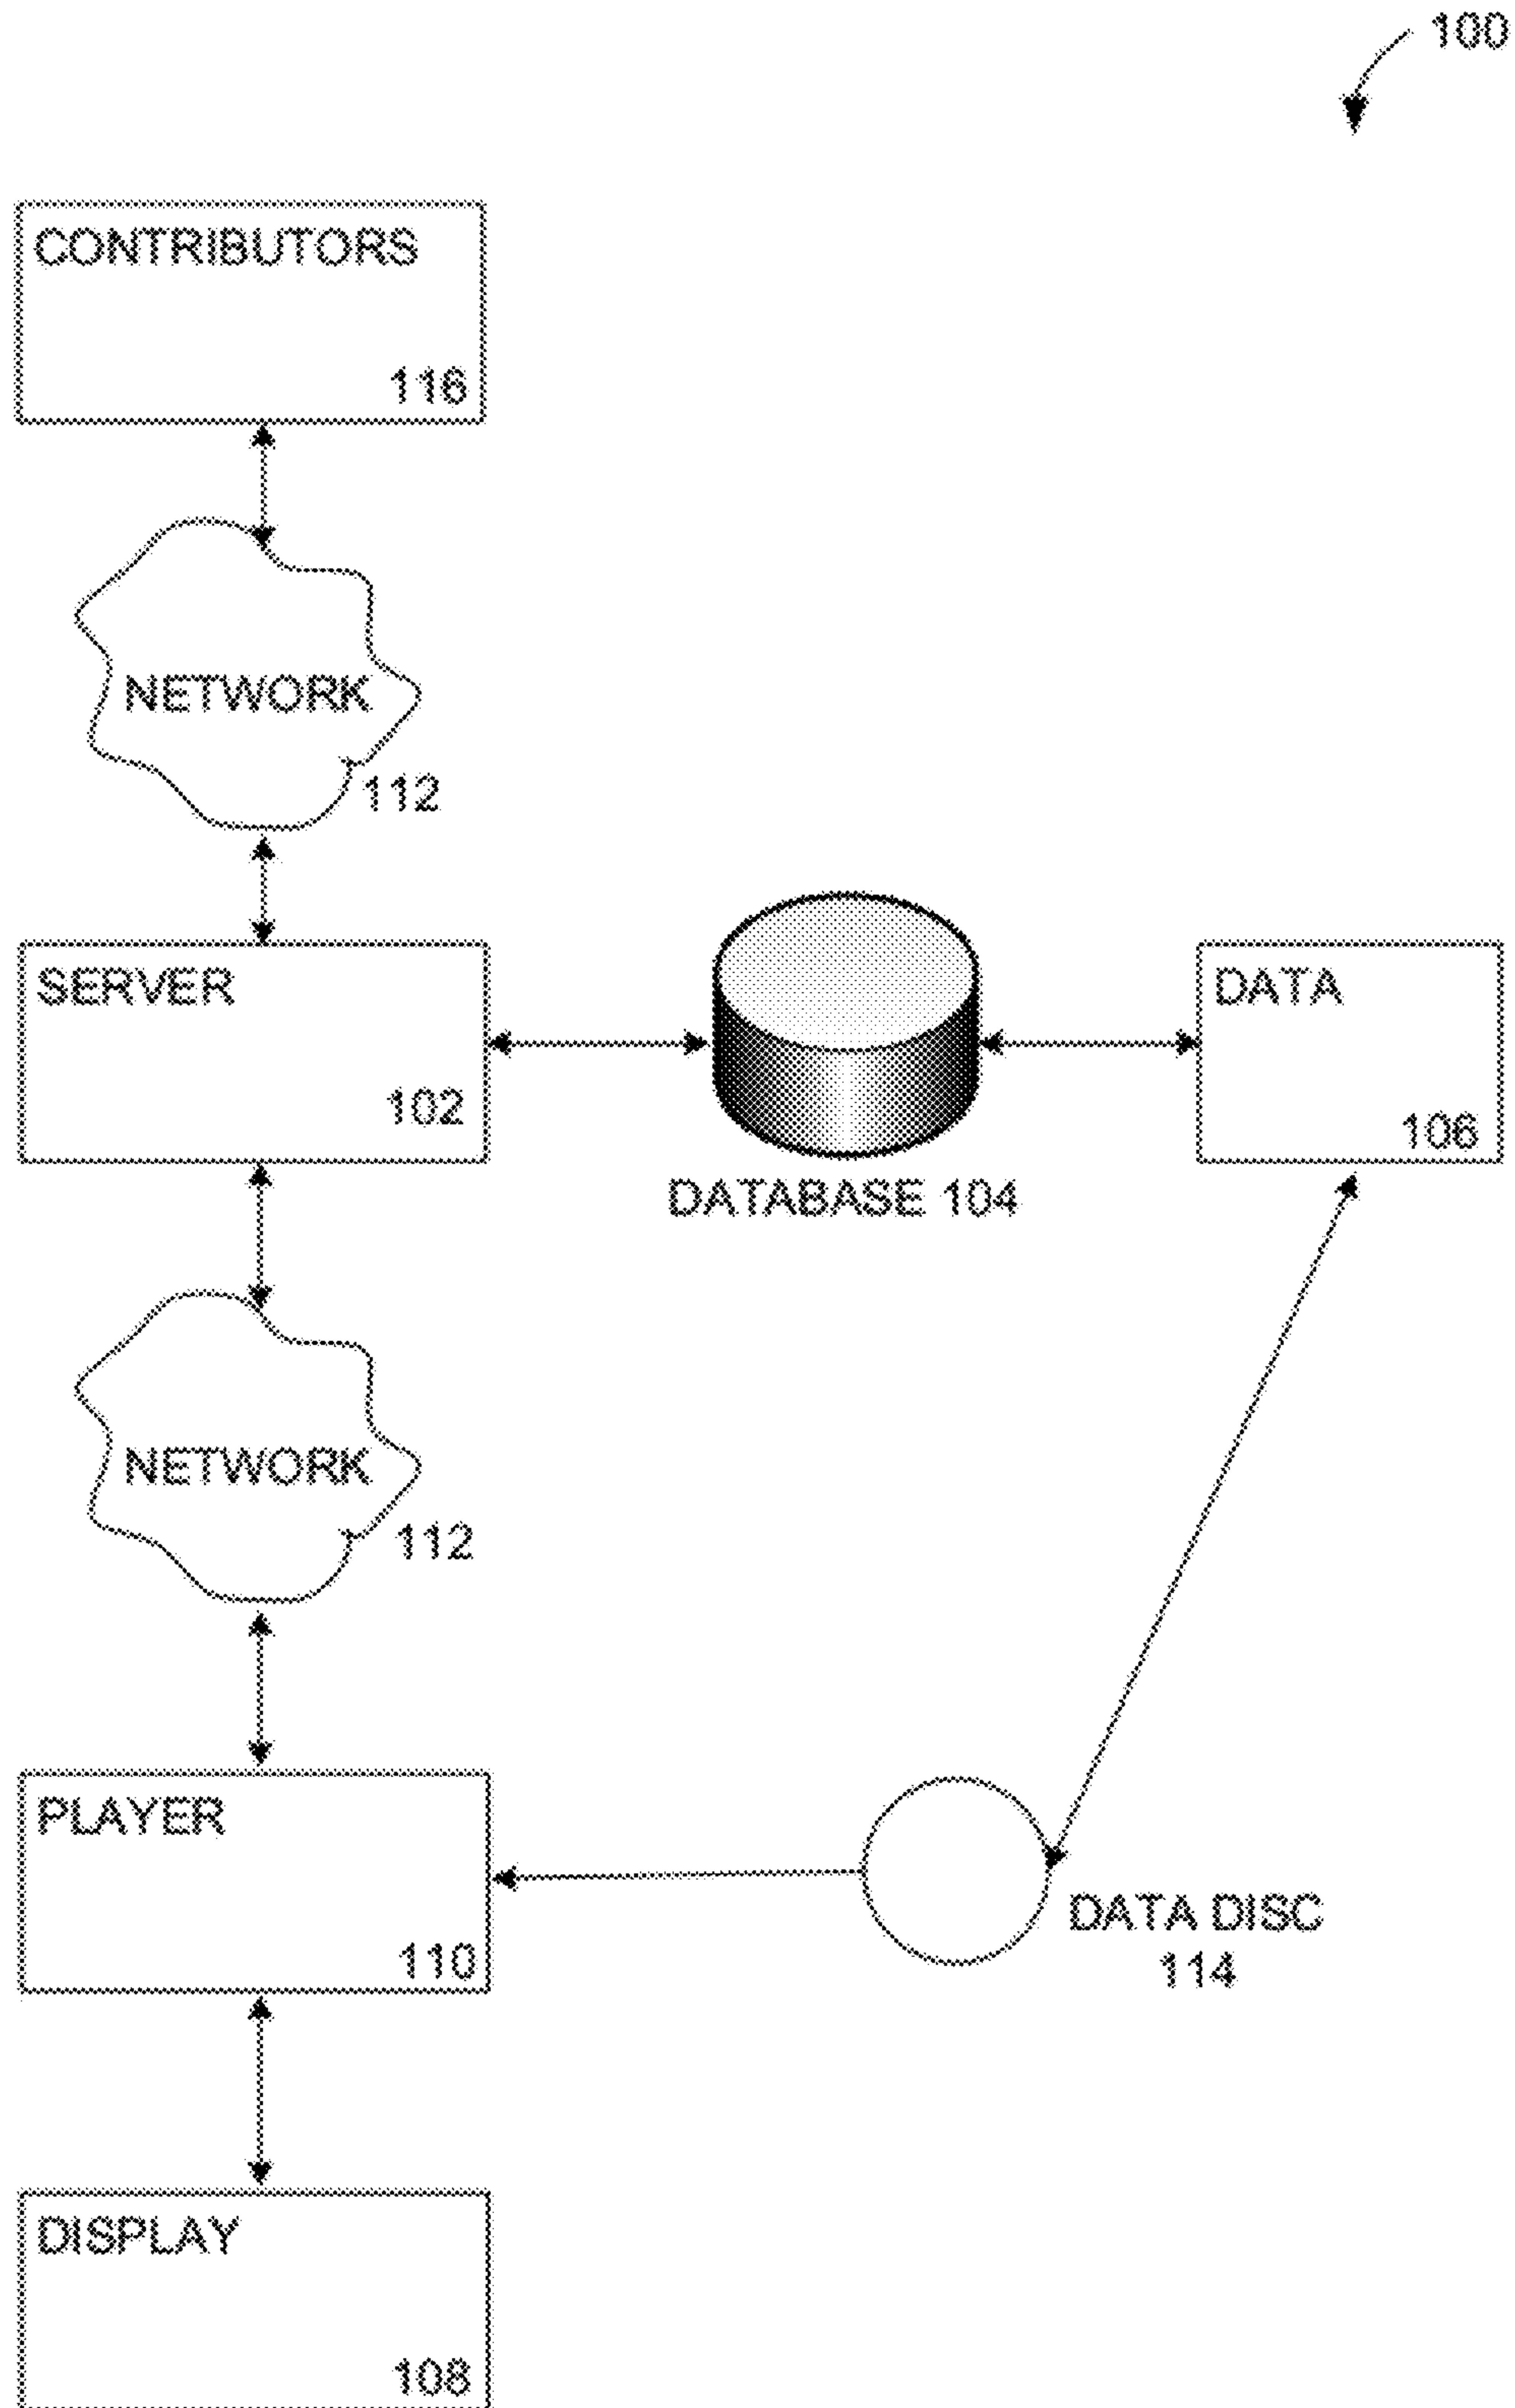 100
CONTRIBUTORS
116
NETWORK
112
SERVER
102
DATABASE 104
DATA
106
NETWORK
112
PLAYER
110
DATA DISC
114
DISPLAY
108